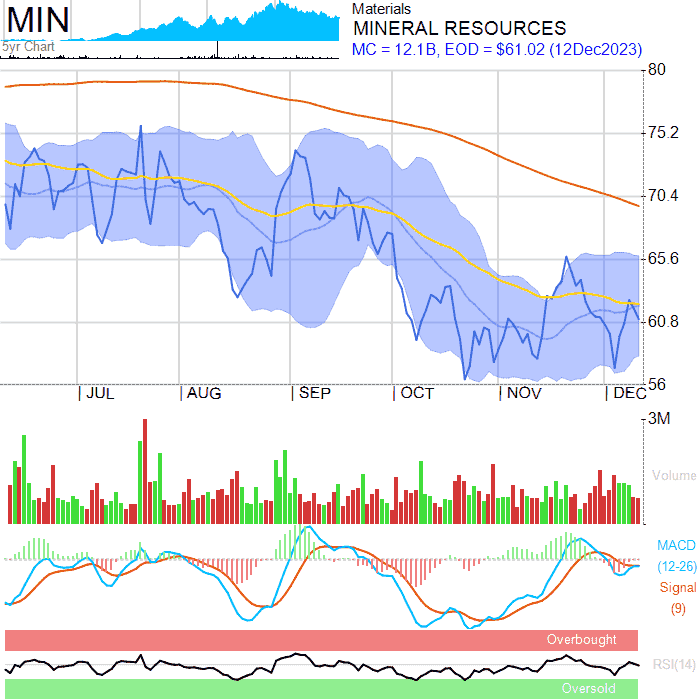 MIN
5yr Chart
Materials
MINERAL RESOURCES
MC = 12.1B, EOD = $61.02 (12Dec2023)
80
75.2
70.4
65.6
60.8
56
| JUL | AUG | SEP | OCT | NOV | DEC
3M
Volume
MACD
(12-26)
Signal
(9)
Overbought
RSI(14)
Oversold